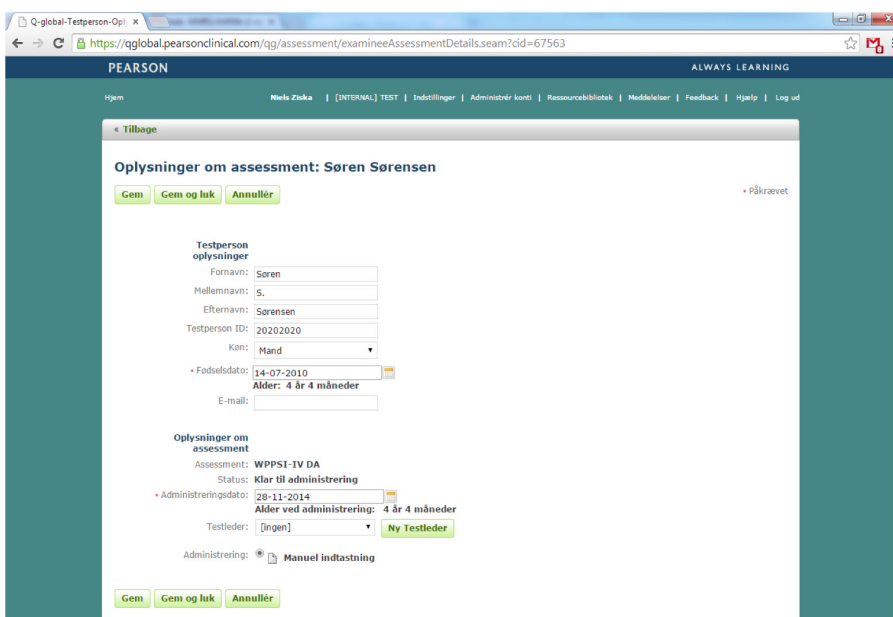 Q-global-Testperson-Opl
https://qglobal.pearsonclinical.com/qg/assessment/examineeAssessmentDetails.seam?cid=67563
PEARSON
ALWAYS LEARNING
Hjem
Niels Ziska | [INTERNAL] TEST | Indstillinger | Administrér konti | Ressourcebibliotek | Meddelelser | Feedback | Hjælp | Log ud
« Tilbage
Oplysninger om assessment: Søren Sørensen
Gem Gem og luk Annullér
• Påkrævet
Testperson
oplysninger
Fornavn: Søren
Mellemnavn: S.
Efternavn: Sørensen
Testperson ID: 20202020
Køn: Mand
• Fødselsdato: 14-07-2010
Alder: 4 år 4 måneder
E-mail:
Oplysninger om
assessment
Assessment: WPPSI-IV DA
Status: Klar til administrering
• Administreringsdato: 28-11-2014
Alder ved administrering: 4 år 4 måneder
Testleder: [ingen] Ny Testleder
Administrering: Manuel indtastning
Gem Gem og luk Annullér